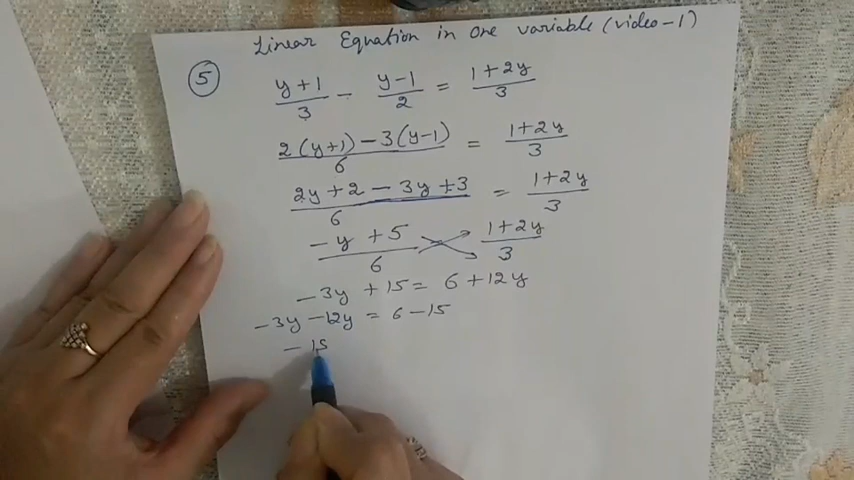 Linear Equation in one variable (video-1)
5 y+1/3 - y-1/2 = 1+2y/3
2(y+1) - 3(y-1)/6 = 1+2y/3
2y+2-3y+3/6 = 1+2y/3
-y+5/6 1+2y/3
-3y+15 = 6+12y
-3y-12y = 6-15
-15